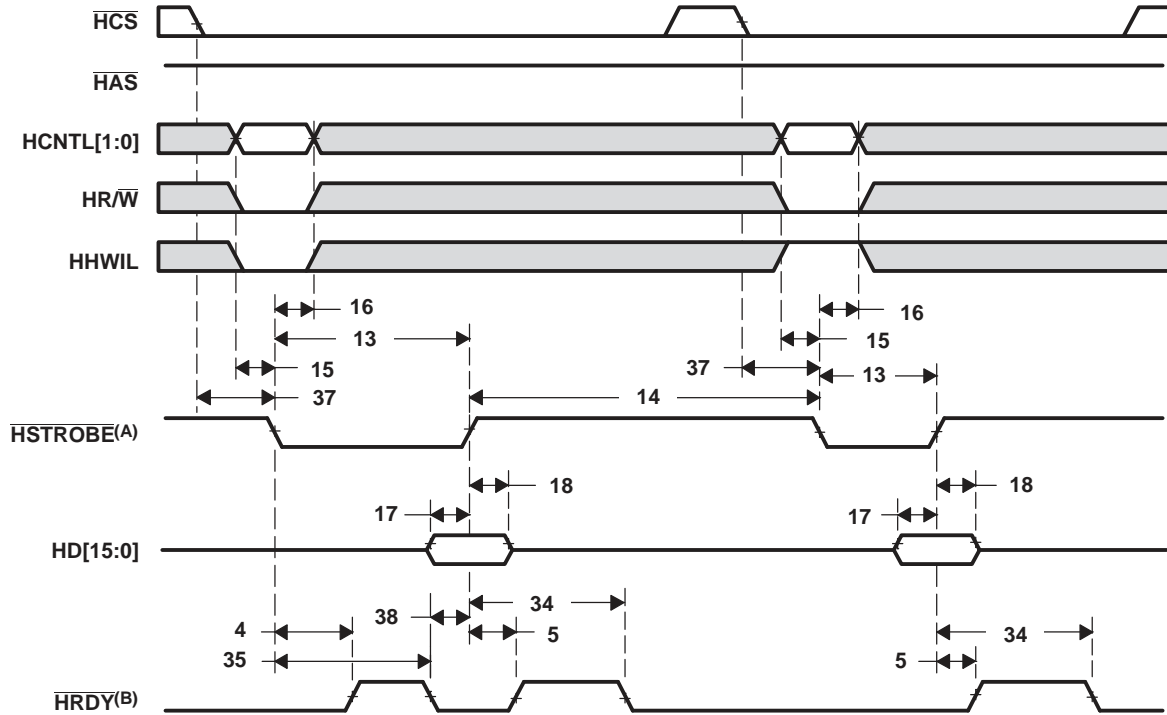 HCS
HAS
HCNTL[1:0]
HR/W
HHWIL
16
16
13
15
15
37
37
13
14
HSTROBE(A)
18
18
17
17
HD[15:0]
34
38
4
5
34
35
5
HRDY(B)